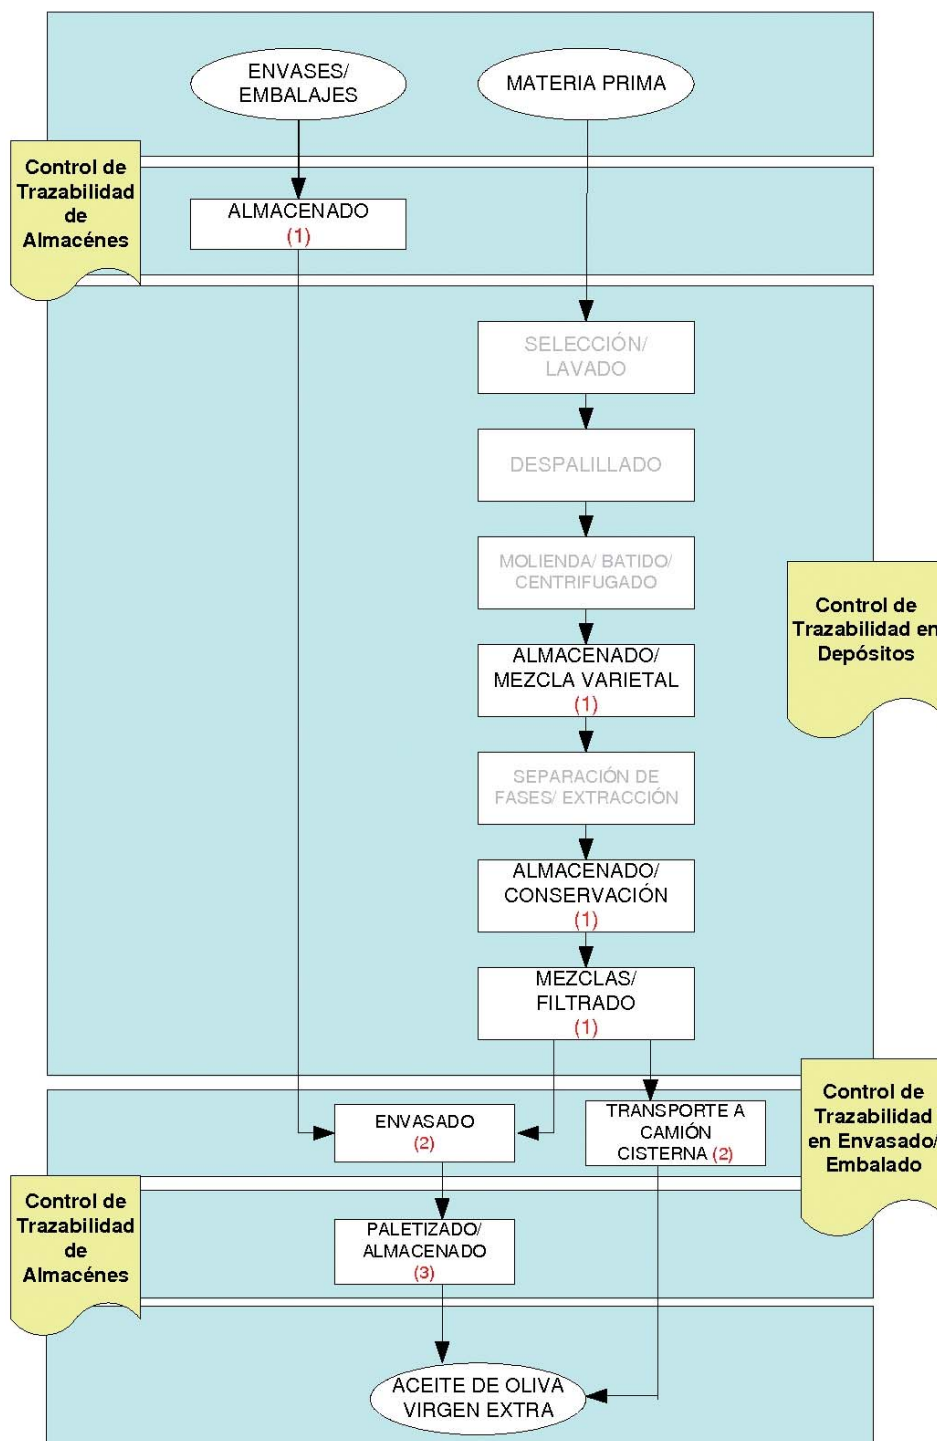 ENVASES/
EMBALAJES
MATERIA PRIMA
Control de
Trazabilidad
de
Almacénes
ALMACENADO
(1)
SELECCIÓN/
LAVADO
DESPALILLADO
MOLIENDA/ BATIDO/
CENTRIFUGADO
Control de
Trazabilidad en
Depósitos
ALMACENADO/
MEZCLA VARIETAL
(1)
SEPARACIÓN DE
FASES/ EXTRACCIÓN
ALMACENADO/
CONSERVACIÓN
(1)
MEZCLAS/
FILTRADO
(1)
Control de
Trazabilidad
en Envasado/
Embalado
ENVASADO
(2)
TRANSPORTE A
CAMIÓN
CISTERNA (2)
Control de
Trazabilidad
de
Almacénes
PALETIZADO/
ALMACENADO
(3)
ACEITE DE OLIVA
VIRGEN EXTRA